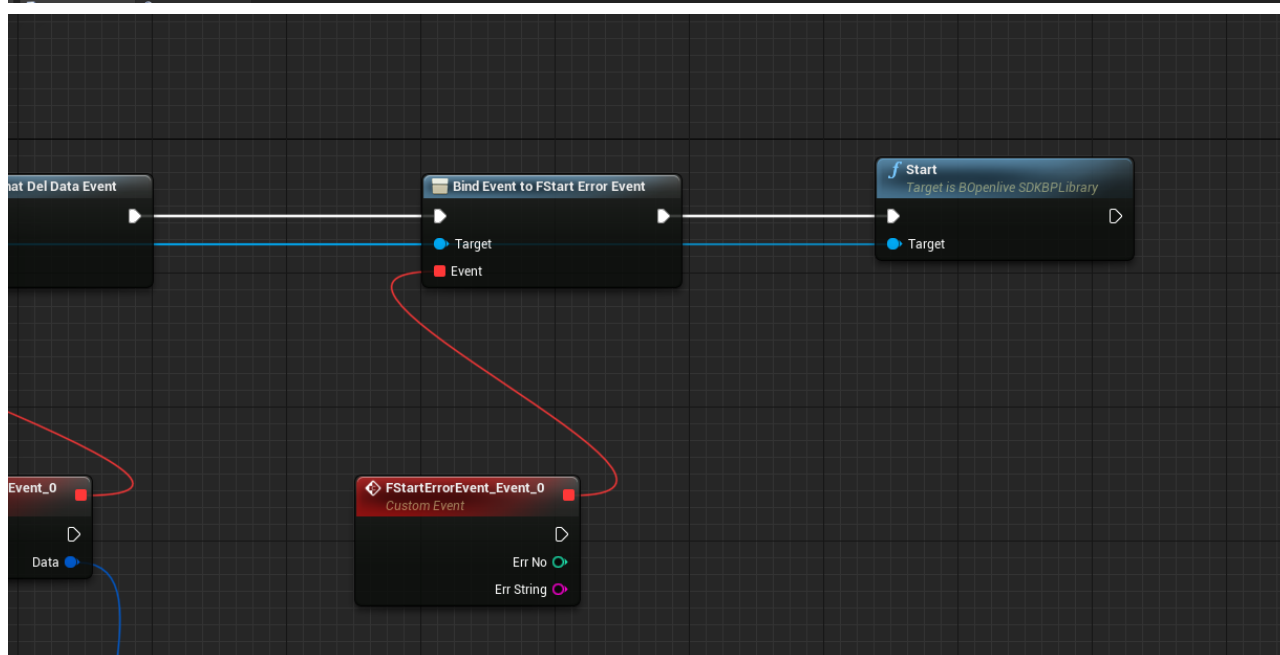 at Del Data Event
Bind Event to FStart Error Event
Target
Event
Start
Target is BOpenlive SDKBPLibrary
Target
Event_0
Data
FStartErrorEvent_Event_0
Custom Event
Err No
Err String